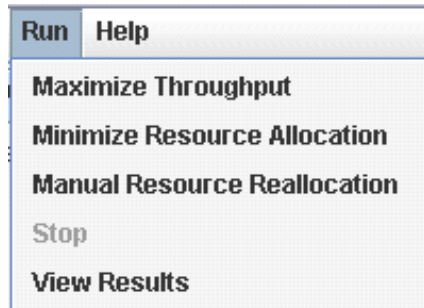 Run Help
Maximize Throughput
Minimize Resource Allocation
Manual Resource Reallocation
Stop
View Results